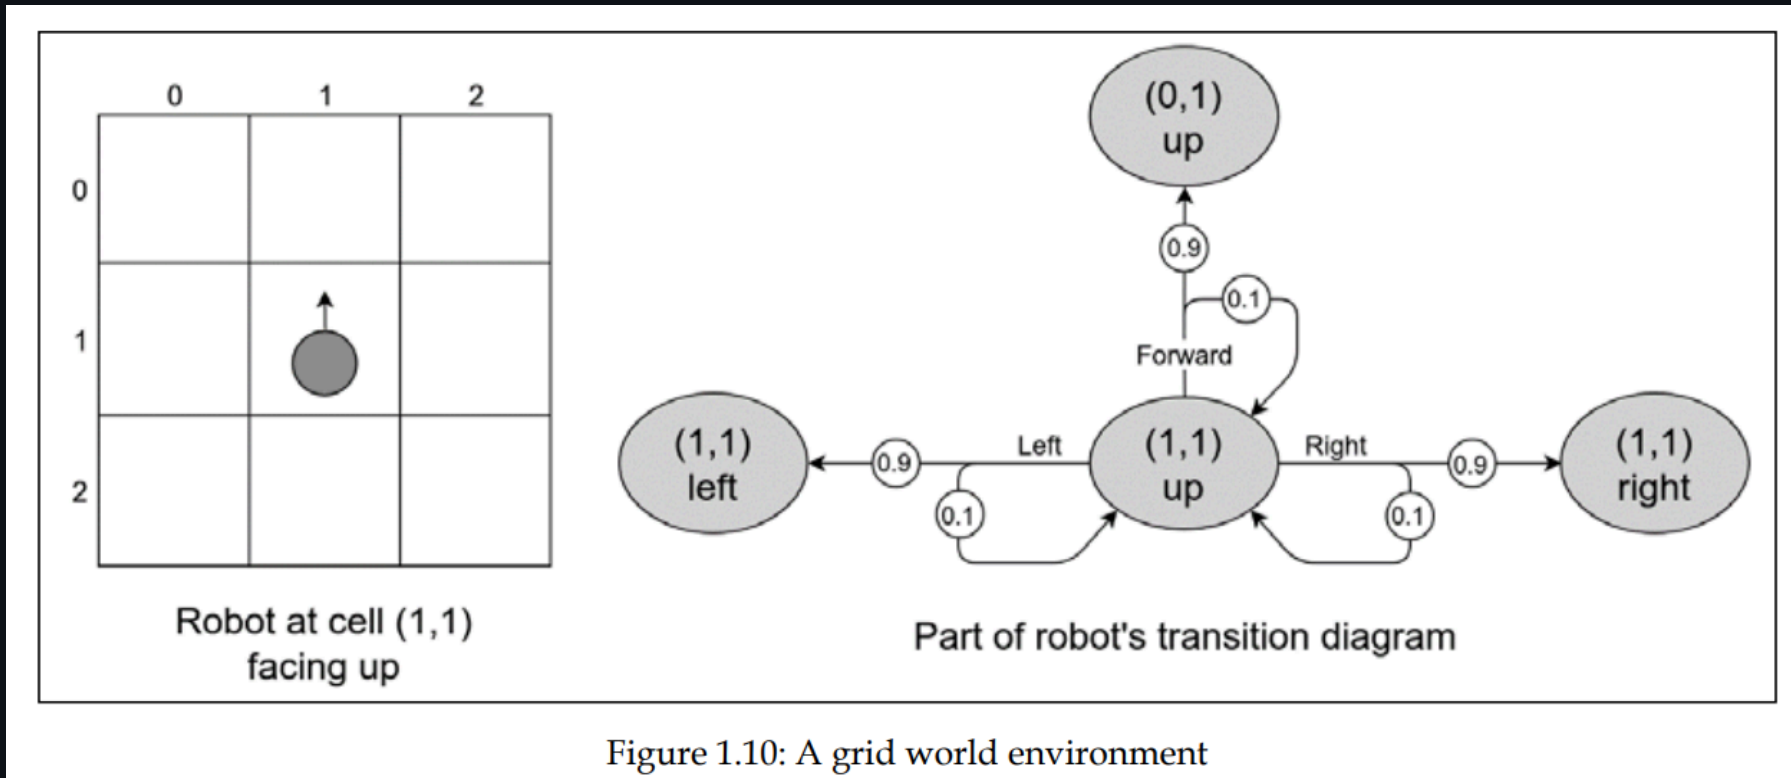 0 1 2
0
1
2
Robot at cell (1,1)
facing up
(0,1)
up
0.9
0.1
Forward
(1,1)
left
0.9
Left
0.1
(1,1)
up
Right
0.9
0.1
(1,1)
right
Part of robot's transition diagram
Figure 1.10: A grid world environment